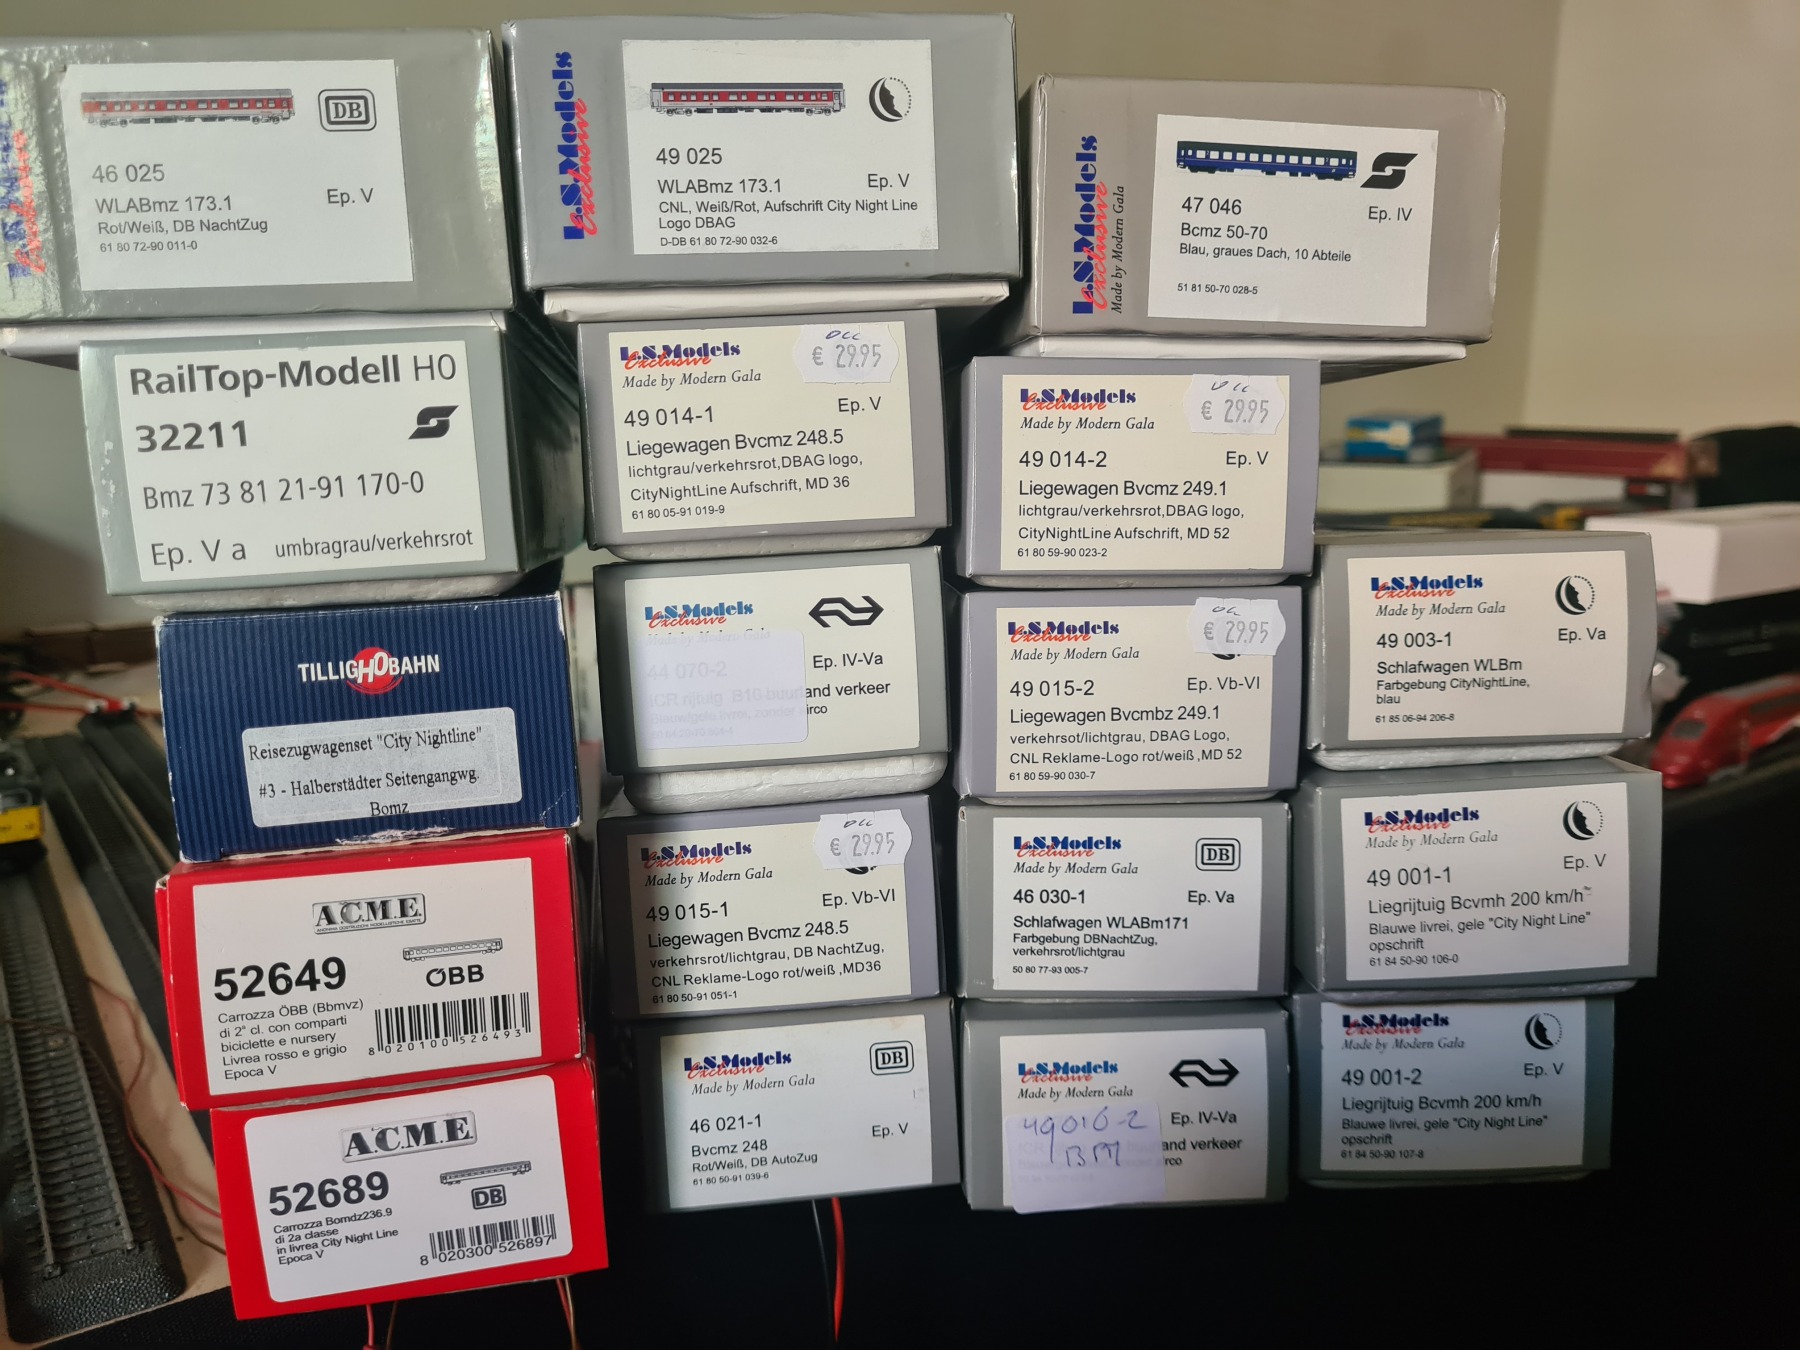 DB
46 025
WLABmz 173.1
Ep. V
Rot/Weiß, DB NachtZug
61 80 72-90 011-0
L.S.Models
Exclusive
49 025
WLABmz 173.1
Ep. V
CNL, Weiß/Rot, Aufschrift City Night Line
Logo DBAG
D-DB 61 80 72-90 032-6
L.S.Models
Exclusive
Made by Modern Gala
47 046
Ep. IV
Bcmz 50-70
Blau, graues Dach, 10 Abteile
51 81 50-70 028-5
RailTop-Modell H0
32211
Bmz 73 81 21-91 170-0
Ep. V a
umbragrau/verkehrsrot
TILLIG H0 BAHN
Reisezugwagenset "City Nightline"
#3 - Halberstädter Seitengangwg.
Bomz
A.C.M.E.
52649
ÖBB
Carrozza ÖBB (Bbmvz)
di 2ª cl. con comparti
biciclette e nursery
Livrea rosso e grigio
Epoca V
8 020100 526493
A.C.M.E.
52689
DB
Carrozza Bomdz236.9
di 2a classe
in livrea City Night Line
Epoca V
8 020300 526897
L.S.Models
Exclusive
Made by Modern Gala
€ 29.95
49 014-1
Ep. V
Liegewagen Bvcmz 248.5
lichtgrau/verkehrsrot,DBAG logo,
CityNightLine Aufschrift, MD 36
61 80 05-91 019-9
L.S.Models
Exclusive
44 070-2
Ep. IV-Va
ICR rijtuig B10 buurland verkeer
L.S.Models
Exclusive
Made by Modern Gala
€ 29.95
49 015-1
Ep. Vb-VI
Liegewagen Bvcmz 248.5
verkehrsrot/lichtgrau, DB NachtZug,
CNL Reklame-Logo rot/weiß ,MD36
61 80 50-91 051-1
L.S.Models
Exclusive
Made by Modern Gala
DB
46 021-1
Ep. V
Bvcmz 248
Rot/Weiß, DB AutoZug
61 80 50-91 039-6
L.S.Models
Exclusive
Made by Modern Gala
€ 29.95
49 014-2
Ep. V
Liegewagen Bvcmz 249.1
lichtgrau/verkehrsrot,DBAG logo,
CityNightLine Aufschrift, MD 52
61 80 59-90 023-2
L.S.Models
Exclusive
Made by Modern Gala
€ 29.95
49 015-2
Ep. Vb-VI
Liegewagen Bvcmbz 249.1
verkehrsot/lichtgrau, DBAG Logo,
CNL Reklame-Logo rot/weiß ,MD 52
61 80 59-90 030-7
L.S.Models
Exclusive
Made by Modern Gala
DB
46 030-1
Ep. Va
Schlafwagen WLABm171
Farbgebung DBNachtZug,
verkehrsrot/lichtgrau
50 80 77-93 005-7
L.S.Models
Exclusive
Made by Modern Gala
49016-2
Ep. IV-Va
and verkeer
L.S.Models
Exclusive
Made by Modern Gala
49 003-1
Ep. Va
Schlafwagen WLBm
Farbgebung CityNightLine,
blau
61 85 06-94 206-8
L.S.Models
Exclusive
Made by Modern Gala
49 001-1
Ep. V
Liegrijtuig Bcvmh 200 km/h
Blauwe livrei, gele "City Night Line"
opschrift
61 84 50-90 106-0
L.S.Models
Exclusive
Made by Modern Gala
49 001-2
Ep. V
Liegrijtuig Bcvmh 200 km/h
Blauwe livrei, gele "City Night Line"
opschrift
61 84 50-90 107-8